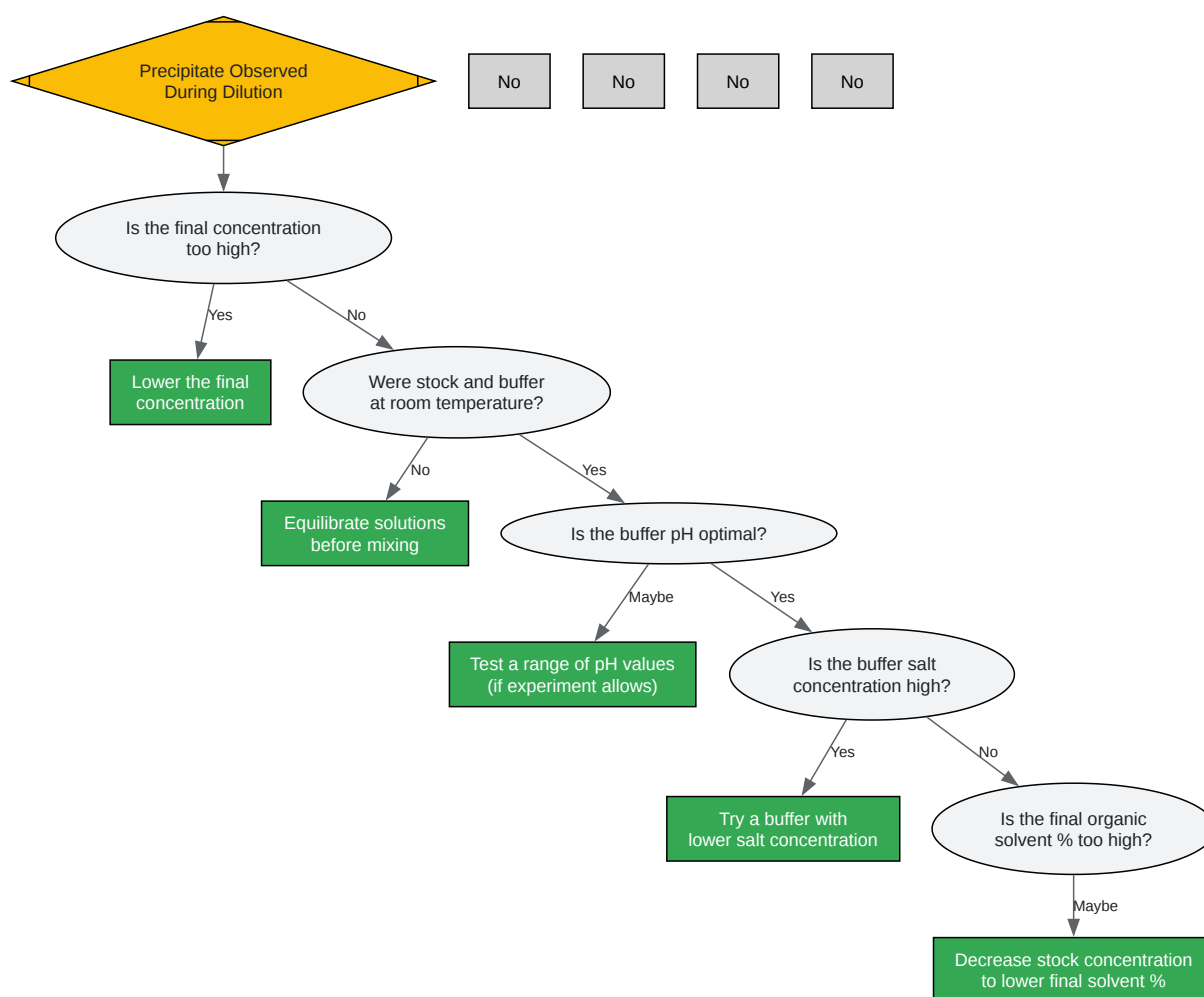 Precipitate Observed
During Dilution
No
No
No
No
Is the final concentration
too high?
Yes
No
Lower the final
concentration
Were stock and buffer
at room temperature?
No
Yes
Equilibrate solutions
before mixing
Is the buffer pH optimal?
Maybe
Yes
Test a range of pH values
(if experiment allows)
Is the buffer salt
concentration high?
Yes
No
Try a buffer with
lower salt concentration
Is the final organic
solvent % too high?
Maybe
Decrease stock concentration
to lower final solvent %